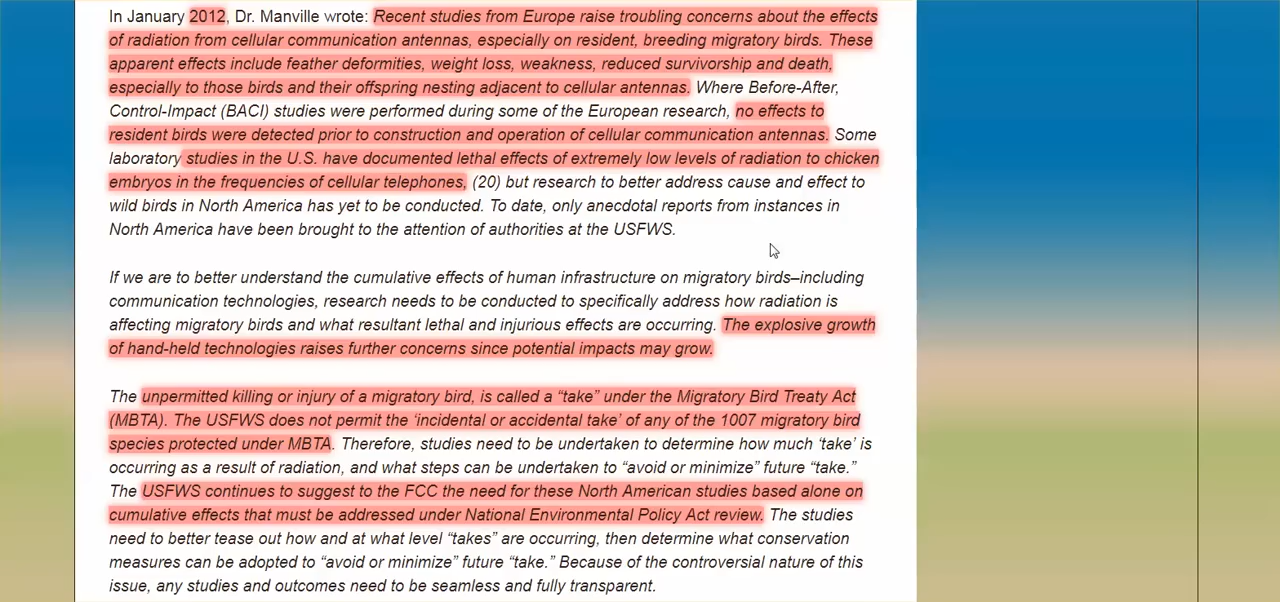 In January 2012, Dr. Manville wrote: Recent studies from Europe raise troubling concerns about the effects
of radiation from cellular communication antennas, especially on resident, breeding migratory birds. These
apparent effects include feather deformities, weight loss, weakness, reduced survivorship and death,
especially to those birds and their offspring nesting adjacent to cellular antennas. Where Before-After,
Control-Impact (BACI) studies were performed during some of the European research, no effects to
resident birds were detected prior to construction and operation of cellular communication antennas. Some
laboratory studies in the U.S. have documented lethal effects of extremely low levels of radiation to chicken
embryos in the frequencies of cellular telephones, (20) but research to better address cause and effect to
wild birds in North America has yet to be conducted. To date, only anecdotal reports from instances in
North America have been brought to the attention of authorities at the USFWS.
If we are to better understand the cumulative effects of human infrastructure on migratory birds–including
communication technologies, research needs to be conducted to specifically address how radiation is
affecting migratory birds and what resultant lethal and injurious effects are occurring. The explosive growth
of hand-held technologies raises further concerns since potential impacts may grow.
The unpermitted killing or injury of a migratory bird, is called a “take” under the Migratory Bird Treaty Act
(MBTA). The USFWS does not permit the ‘incidental or accidental take’ of any of the 1007 migratory bird
species protected under MBTA. Therefore, studies need to be undertaken to determine how much ‘take’ is
occurring as a result of radiation, and what steps can be undertaken to “avoid or minimize” future “take.”
The USFWS continues to suggest to the FCC the need for these North American studies based alone on
cumulative effects that must be addressed under National Environmental Policy Act review. The studies
need to better tease out how and at what level “takes” are occurring, then determine what conservation
measures can be adopted to “avoid or minimize” future “take.” Because of the controversial nature of this
issue, any studies and outcomes need to be seamless and fully transparent.